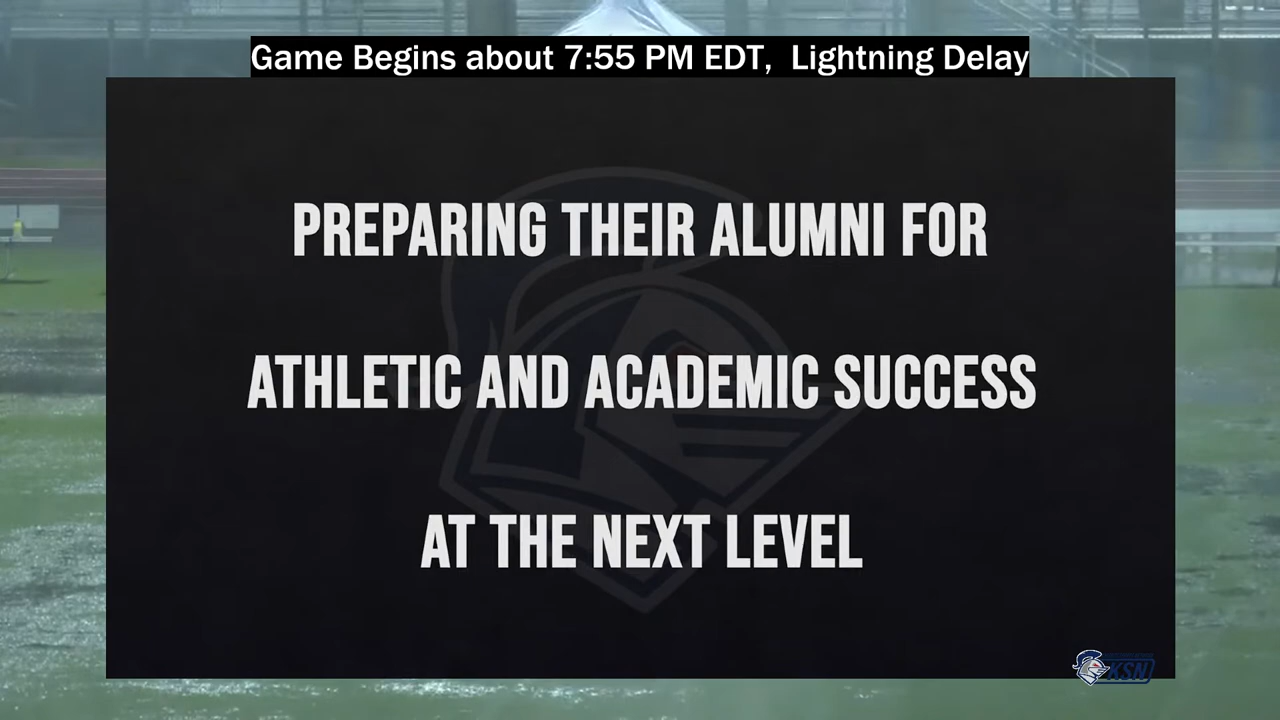 Game Begins about 7:55 PM EDT, Lightning Delay
PREPARING THEIR ALUMNI FOR
ATHLETIC AND ACADEMIC SUCCESS
AT THE NEXT LEVEL
KSN